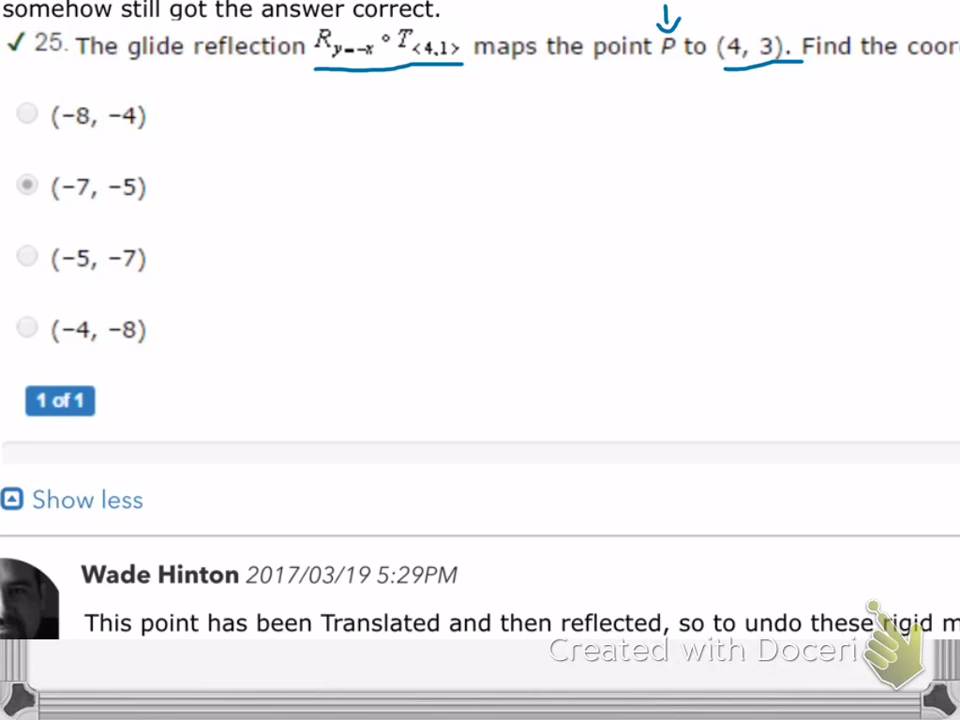 somehow still got the answer correct.
✓ 25. The glide reflection R y=-x ∘ T <4,1> maps the point P to (4, 3). Find the coor
(−8, −4)
(−7, −5)
(−5, −7)
(−4, −8)
1 of 1
Show less
Wade Hinton 2017/03/19 5:29PM
This point has been Translated and then reflected, so to undo these rigid m
Created with Doceri